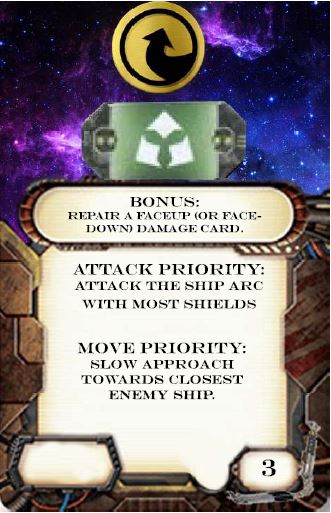 BONUS:
REPAIR A FACEUP (OR FACE-
DOWN) DAMAGE CARD.
ATTACK PRIORITY:
ATTACK THE SHIP ARC
WITH MOST SHIELDS
MOVE PRIORITY:
SLOW APPROACH
TOWARDS CLOSEST
ENEMY SHIP.
3